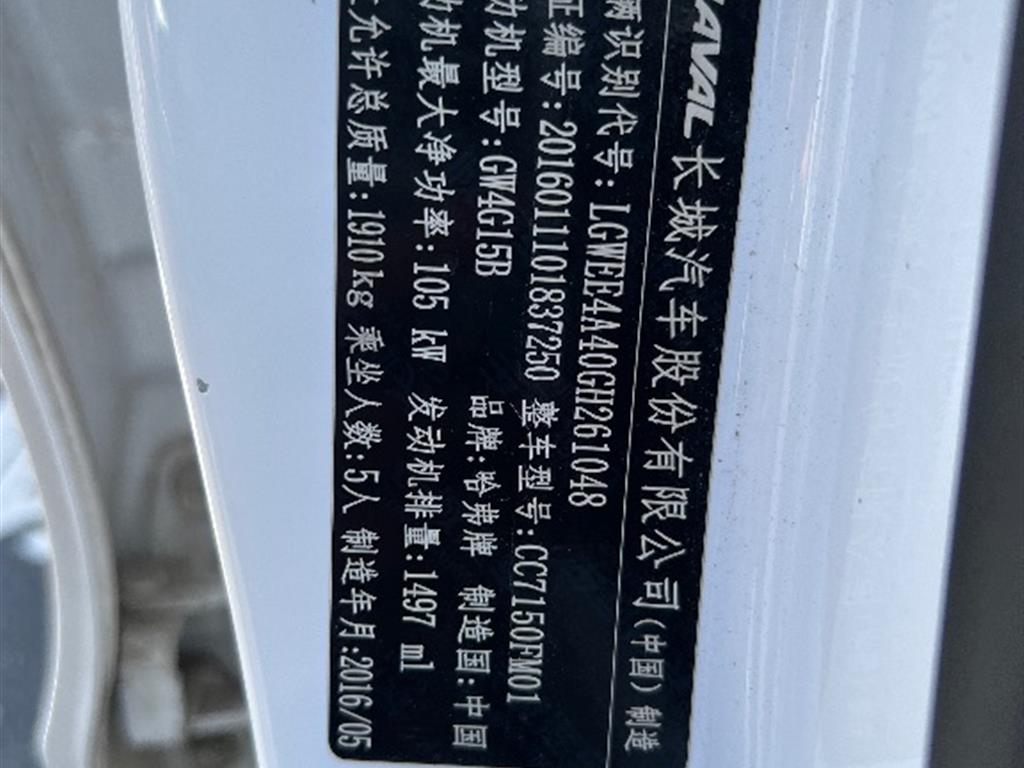 HAVAL 长城汽车股份有限公司(中国)制造
辆识别代号:LGWEE4A40GH261048
证编号:2016011101837250 整车型号:CC7150FM01
动机型号:GW4G15B 品牌:哈弗牌 制造国:中国
动机最大净功率:105 kW 发动机排量:1497 ml
大允许总质量:1910kg 乘坐人数:5人 制造年月:2016/05